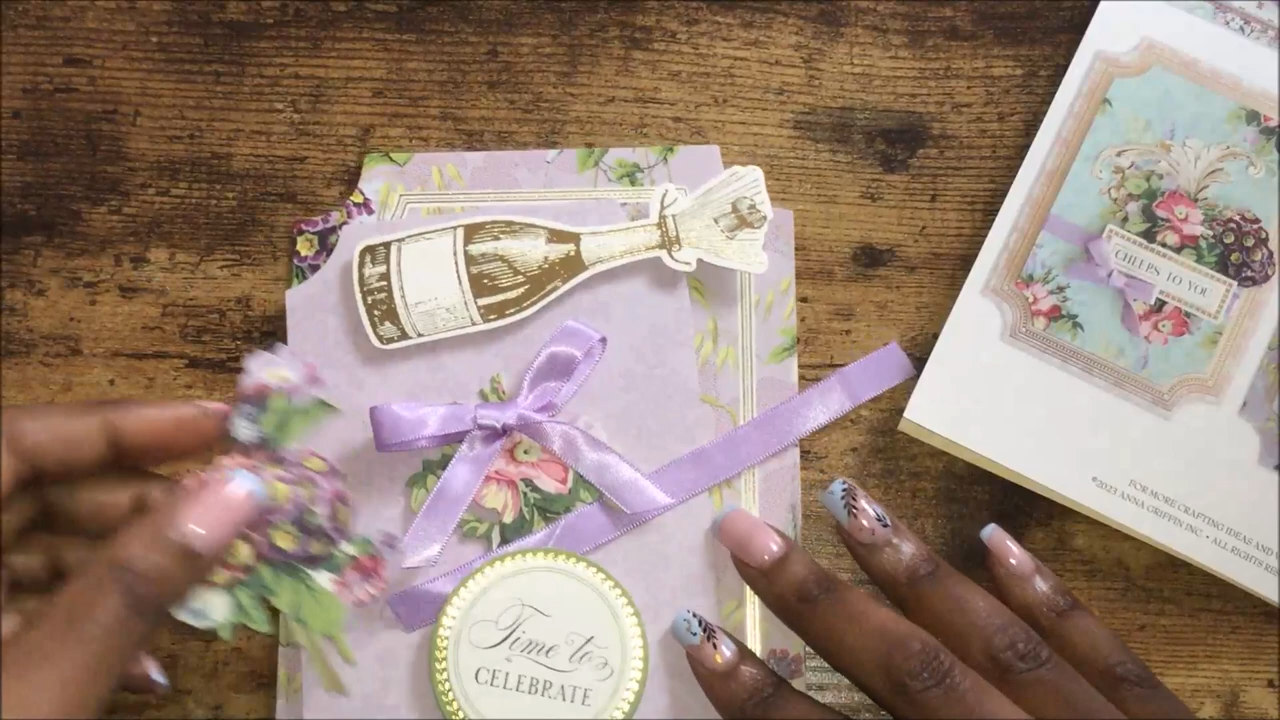 CHEERS TO YOU
FOR MORE CRAFTING IDEAS AND
©2023 ANNA GRIFFIN INC. • ALL RIGHTS RES
Time to
CELEBRATE